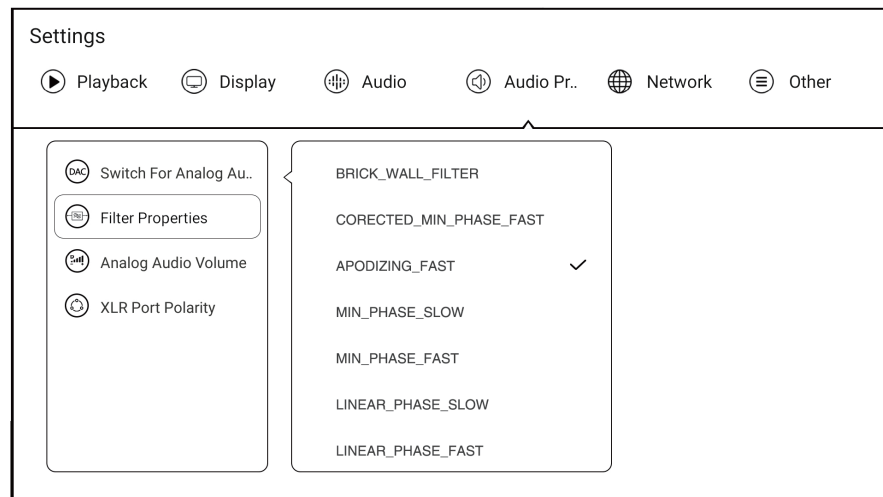 Settings
Playback Display Audio Audio Pr.. Network Other
DAC Switch For Analog Au..
Filter Properties
Analog Audio Volume
XLR Port Polarity
BRICK_WALL_FILTER
CORECTED_MIN_PHASE_FAST
APODIZING_FAST
MIN_PHASE_SLOW
MIN_PHASE_FAST
LINEAR_PHASE_SLOW
LINEAR_PHASE_FAST